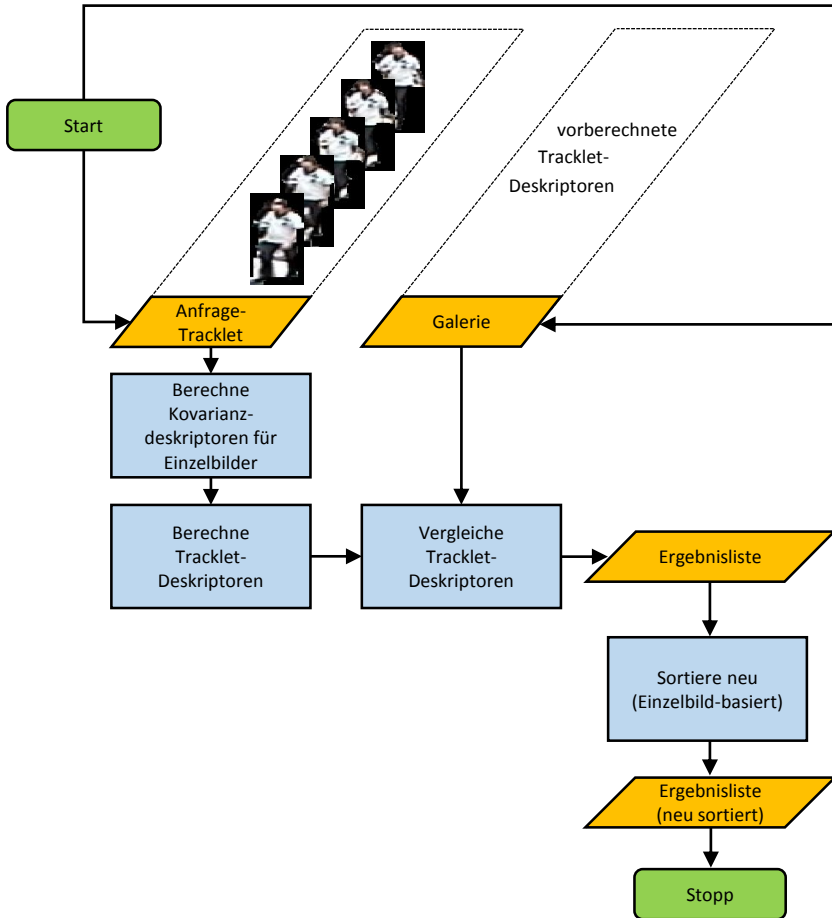 Start
vorberechnete
Tracklet-
Deskriptoren
Anfrage-
Tracklet
Galerie
Berechne
Kovarianz-
deskriptoren für
Einzelbilder
Berechne
Tracklet-
Deskriptoren
Vergleiche
Tracklet-
Deskriptoren
Ergebnisliste
Sortiere neu
(Einzelbild-basiert)
Ergebnisliste
(neu sortiert)
Stopp